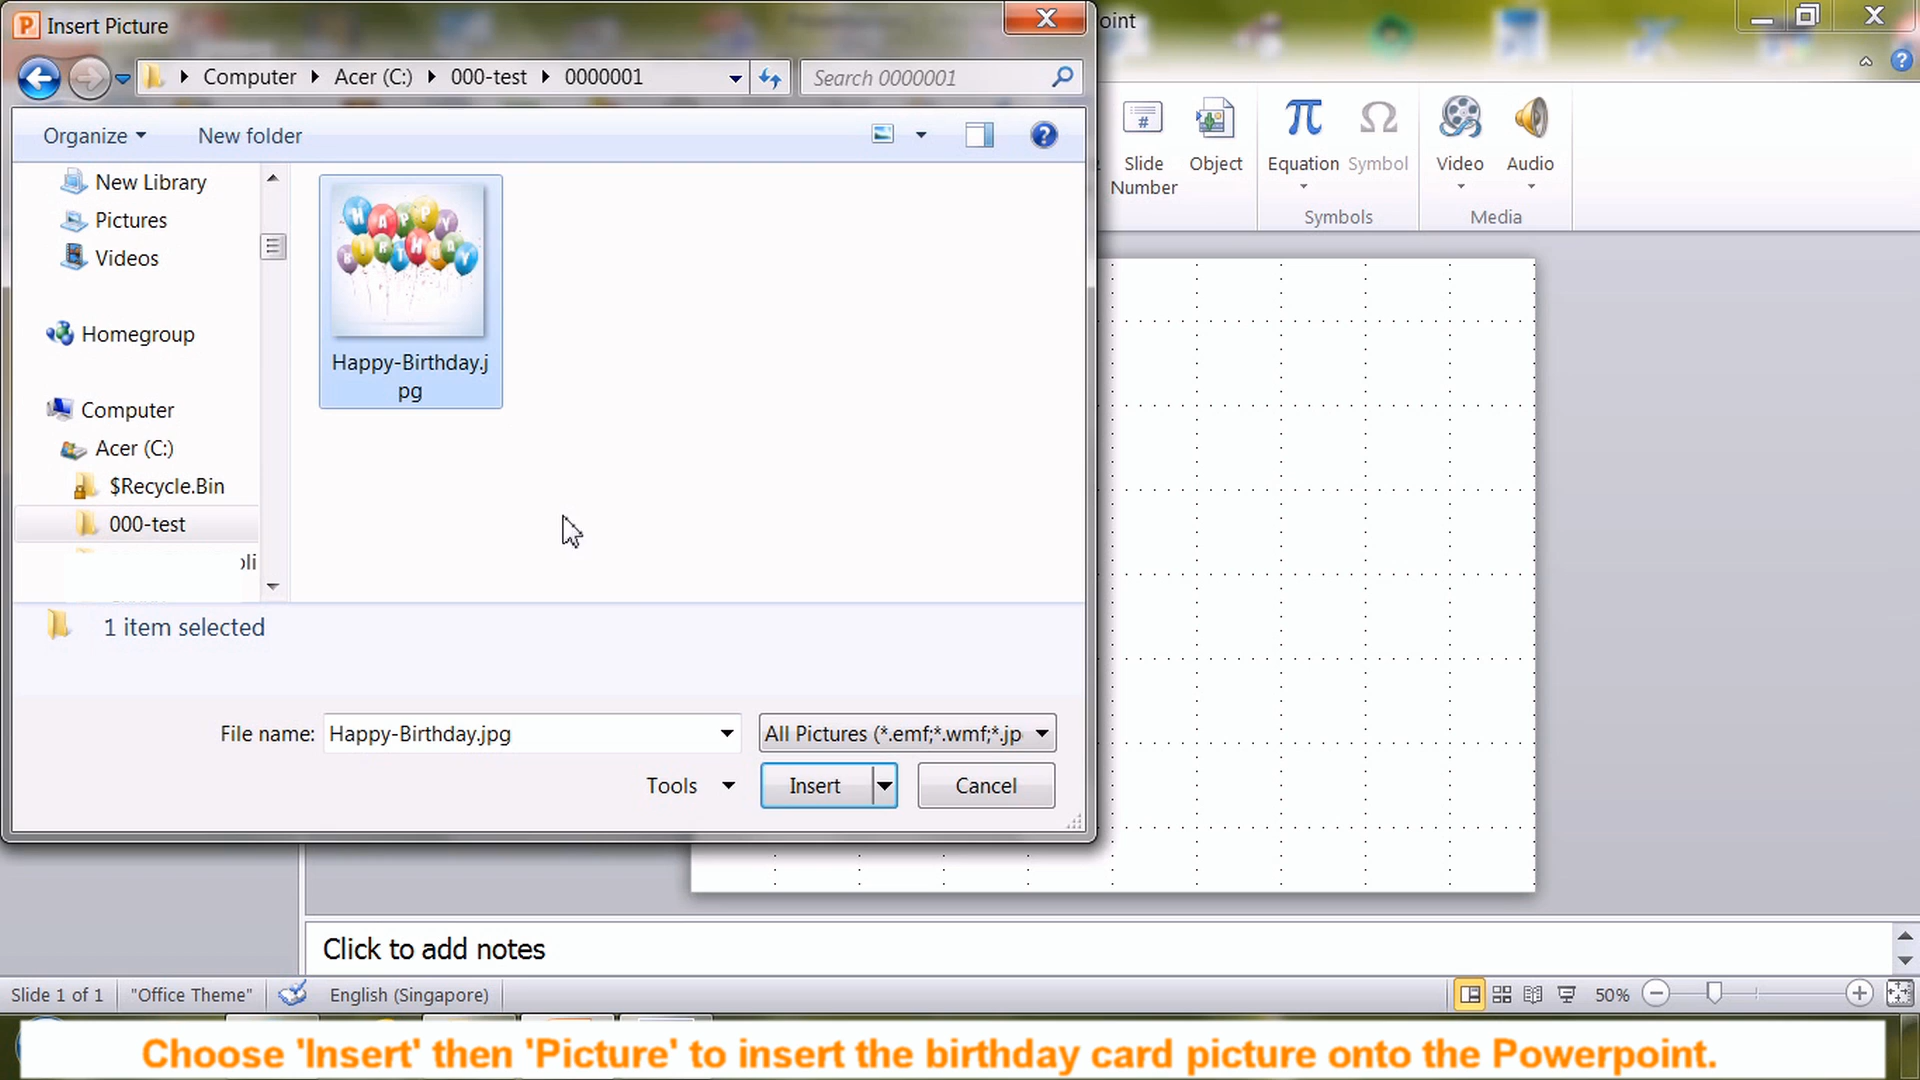 Insert Picture
oint
Computer
Acer (C:)
000-test
0000001
Search 0000001
Organize
New folder
Slide
Number
Object
Equation
Symbol
Video
Audio
Symbols
Media
New Library
Pictures
Videos
Homegroup
Computer
Acer (C:)
$Recycle.Bin
000-test
oli
HAPPY
BIRTHDAY
Happy-Birthday.j
pg
1 item selected
File name:
Happy-Birthday.jpg
All Pictures (*.emf;*.wmf;*.jp
Tools
Insert
Cancel
Click to add notes
Slide 1 of 1
"Office Theme"
English (Singapore)
50%
Choose 'Insert' then 'Picture' to insert the birthday card picture onto the Powerpoint.